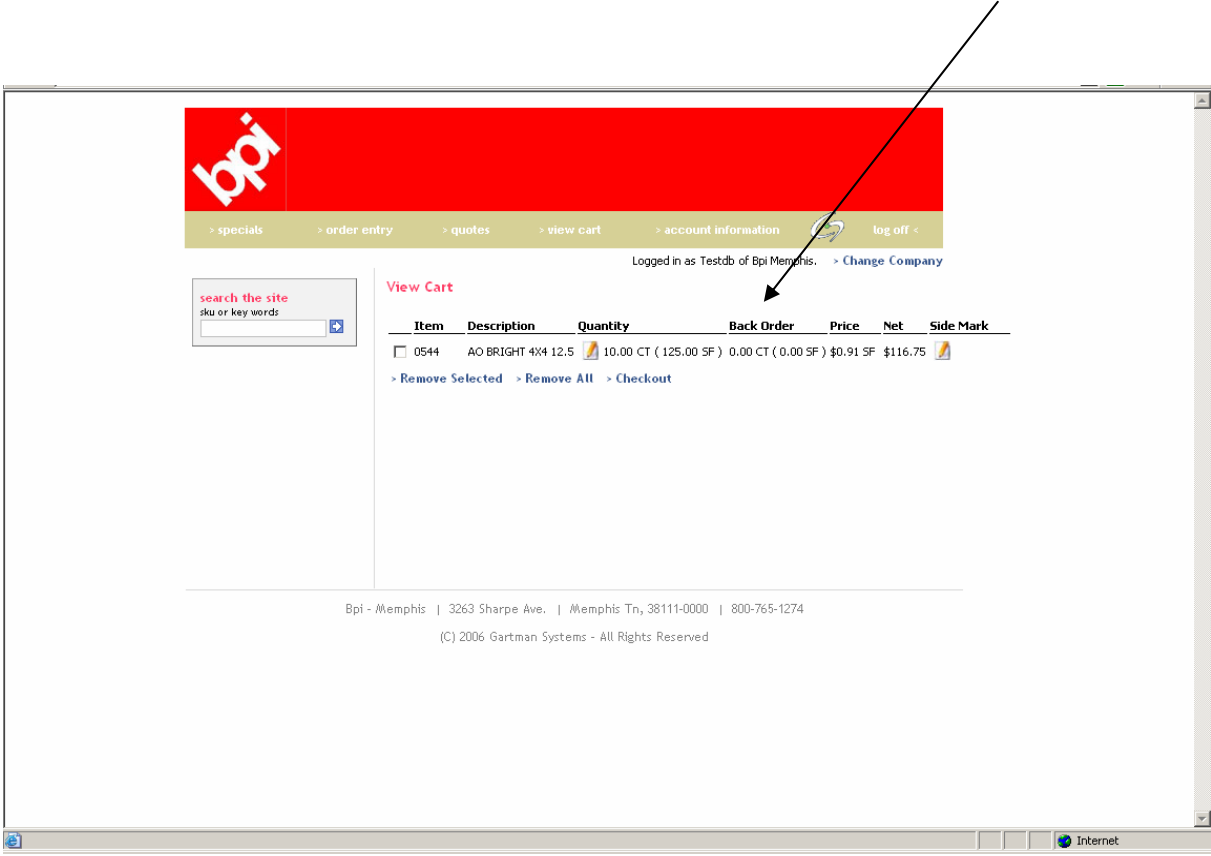 bpi
> specials > order entry > quotes > view cart > account information log off <
Logged in as Testdb of Bpi Memphis. > Change Company
search the site
sku or key words
View Cart
Item Description Quantity Back Order Price Net Side Mark
0544 AO BRIGHT 4X4 12.5 10.00 CT ( 125.00 SF ) 0.00 CT ( 0.00 SF ) $0.91 SF $116.75
> Remove Selected > Remove All > Checkout
Bpi - Memphis | 3263 Sharpe Ave. | Memphis Tn, 38111-0000 | 800-765-1274
(C) 2006 Gartman Systems - All Rights Reserved
Internet